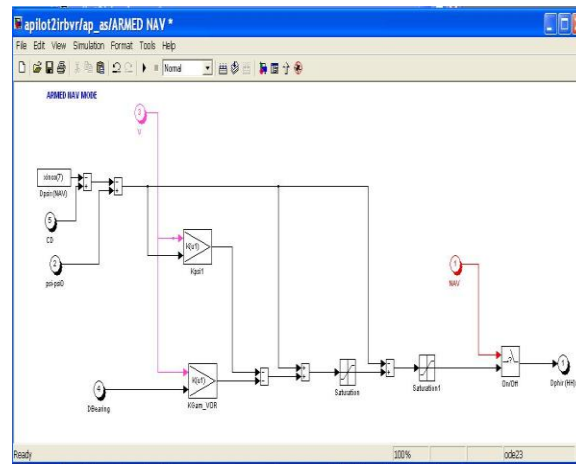 apilot2irbvr/ap_as/ARMED NAV *
File Edit View Simulation Format Tools Help
Normal
ARMED NAV MODE
3
V
Dpsir (NAV)
5
CD
2
psi-psi0
K(u1)
Kpsi1
1
NAV
K(u1)
KGam_VOR
4
DBearing
Saturation
Saturation1
On/Off
1
Dphir (HH)
Ready
100%
ode23